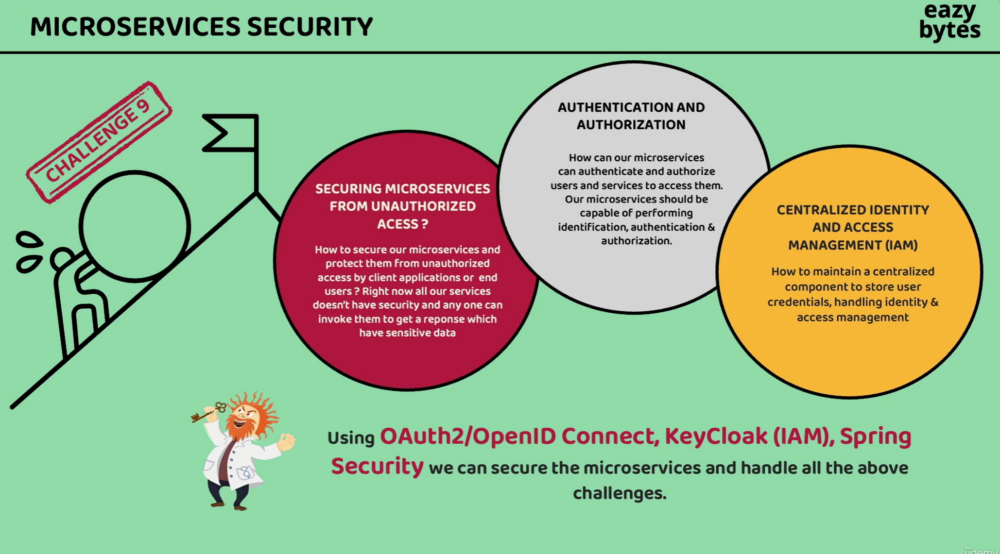 MICROSERVICES SECURITY
eazy
bytes
CHALLENGE 9
SECURING MICROSERVICES
FROM UNAUTHORIZED
ACESS ?
How to secure our microservices and
protect them from unauthorized
access by client applications or end
users ? Right now all our services
doesn't have security and any one can
invoke them to get a reponse which
have sensitive data
AUTHENTICATION AND
AUTHORIZATION
How can our microservices
can authenticate and authorize
users and services to access them.
Our microservices should be
capable of performing
identification, authentication &
authorization.
CENTRALIZED IDENTITY
AND ACCESS
MANAGEMENT (IAM)
How to maintain a centralized
component to store user
credentials, handling identity &
access management
Using OAuth2/OpenID Connect, KeyCloak (IAM), Spring
Security we can secure the microservices and handle all the above
challenges.
udemy